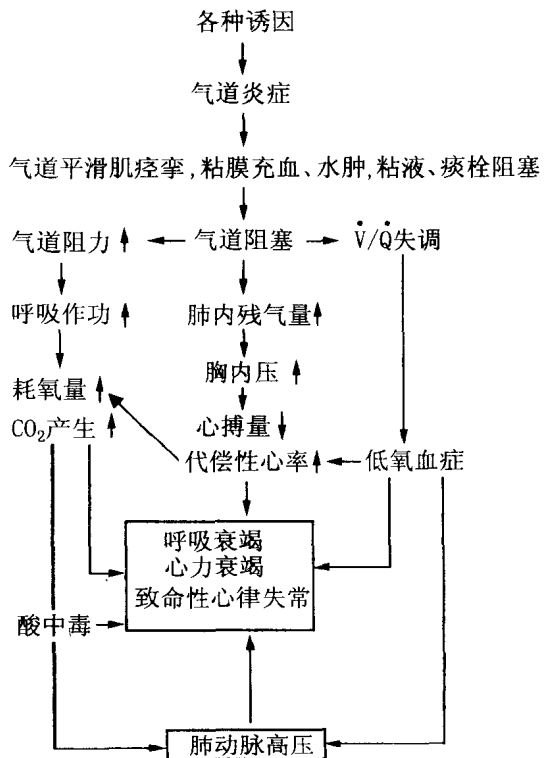 各种诱因
气道炎症
气道平滑肌痉挛,粘膜充血、水肿,粘液、痰栓阻塞
气道阻力 气道阻塞 V̇/Q̇失调
呼吸作功 肺内残气量
胸内压
耗氧量
CO₂产生 心搏量
代偿性心率 低氧血症
呼吸衰竭
心力衰竭
致命性心律失常
酸中毒
肺动脉高压